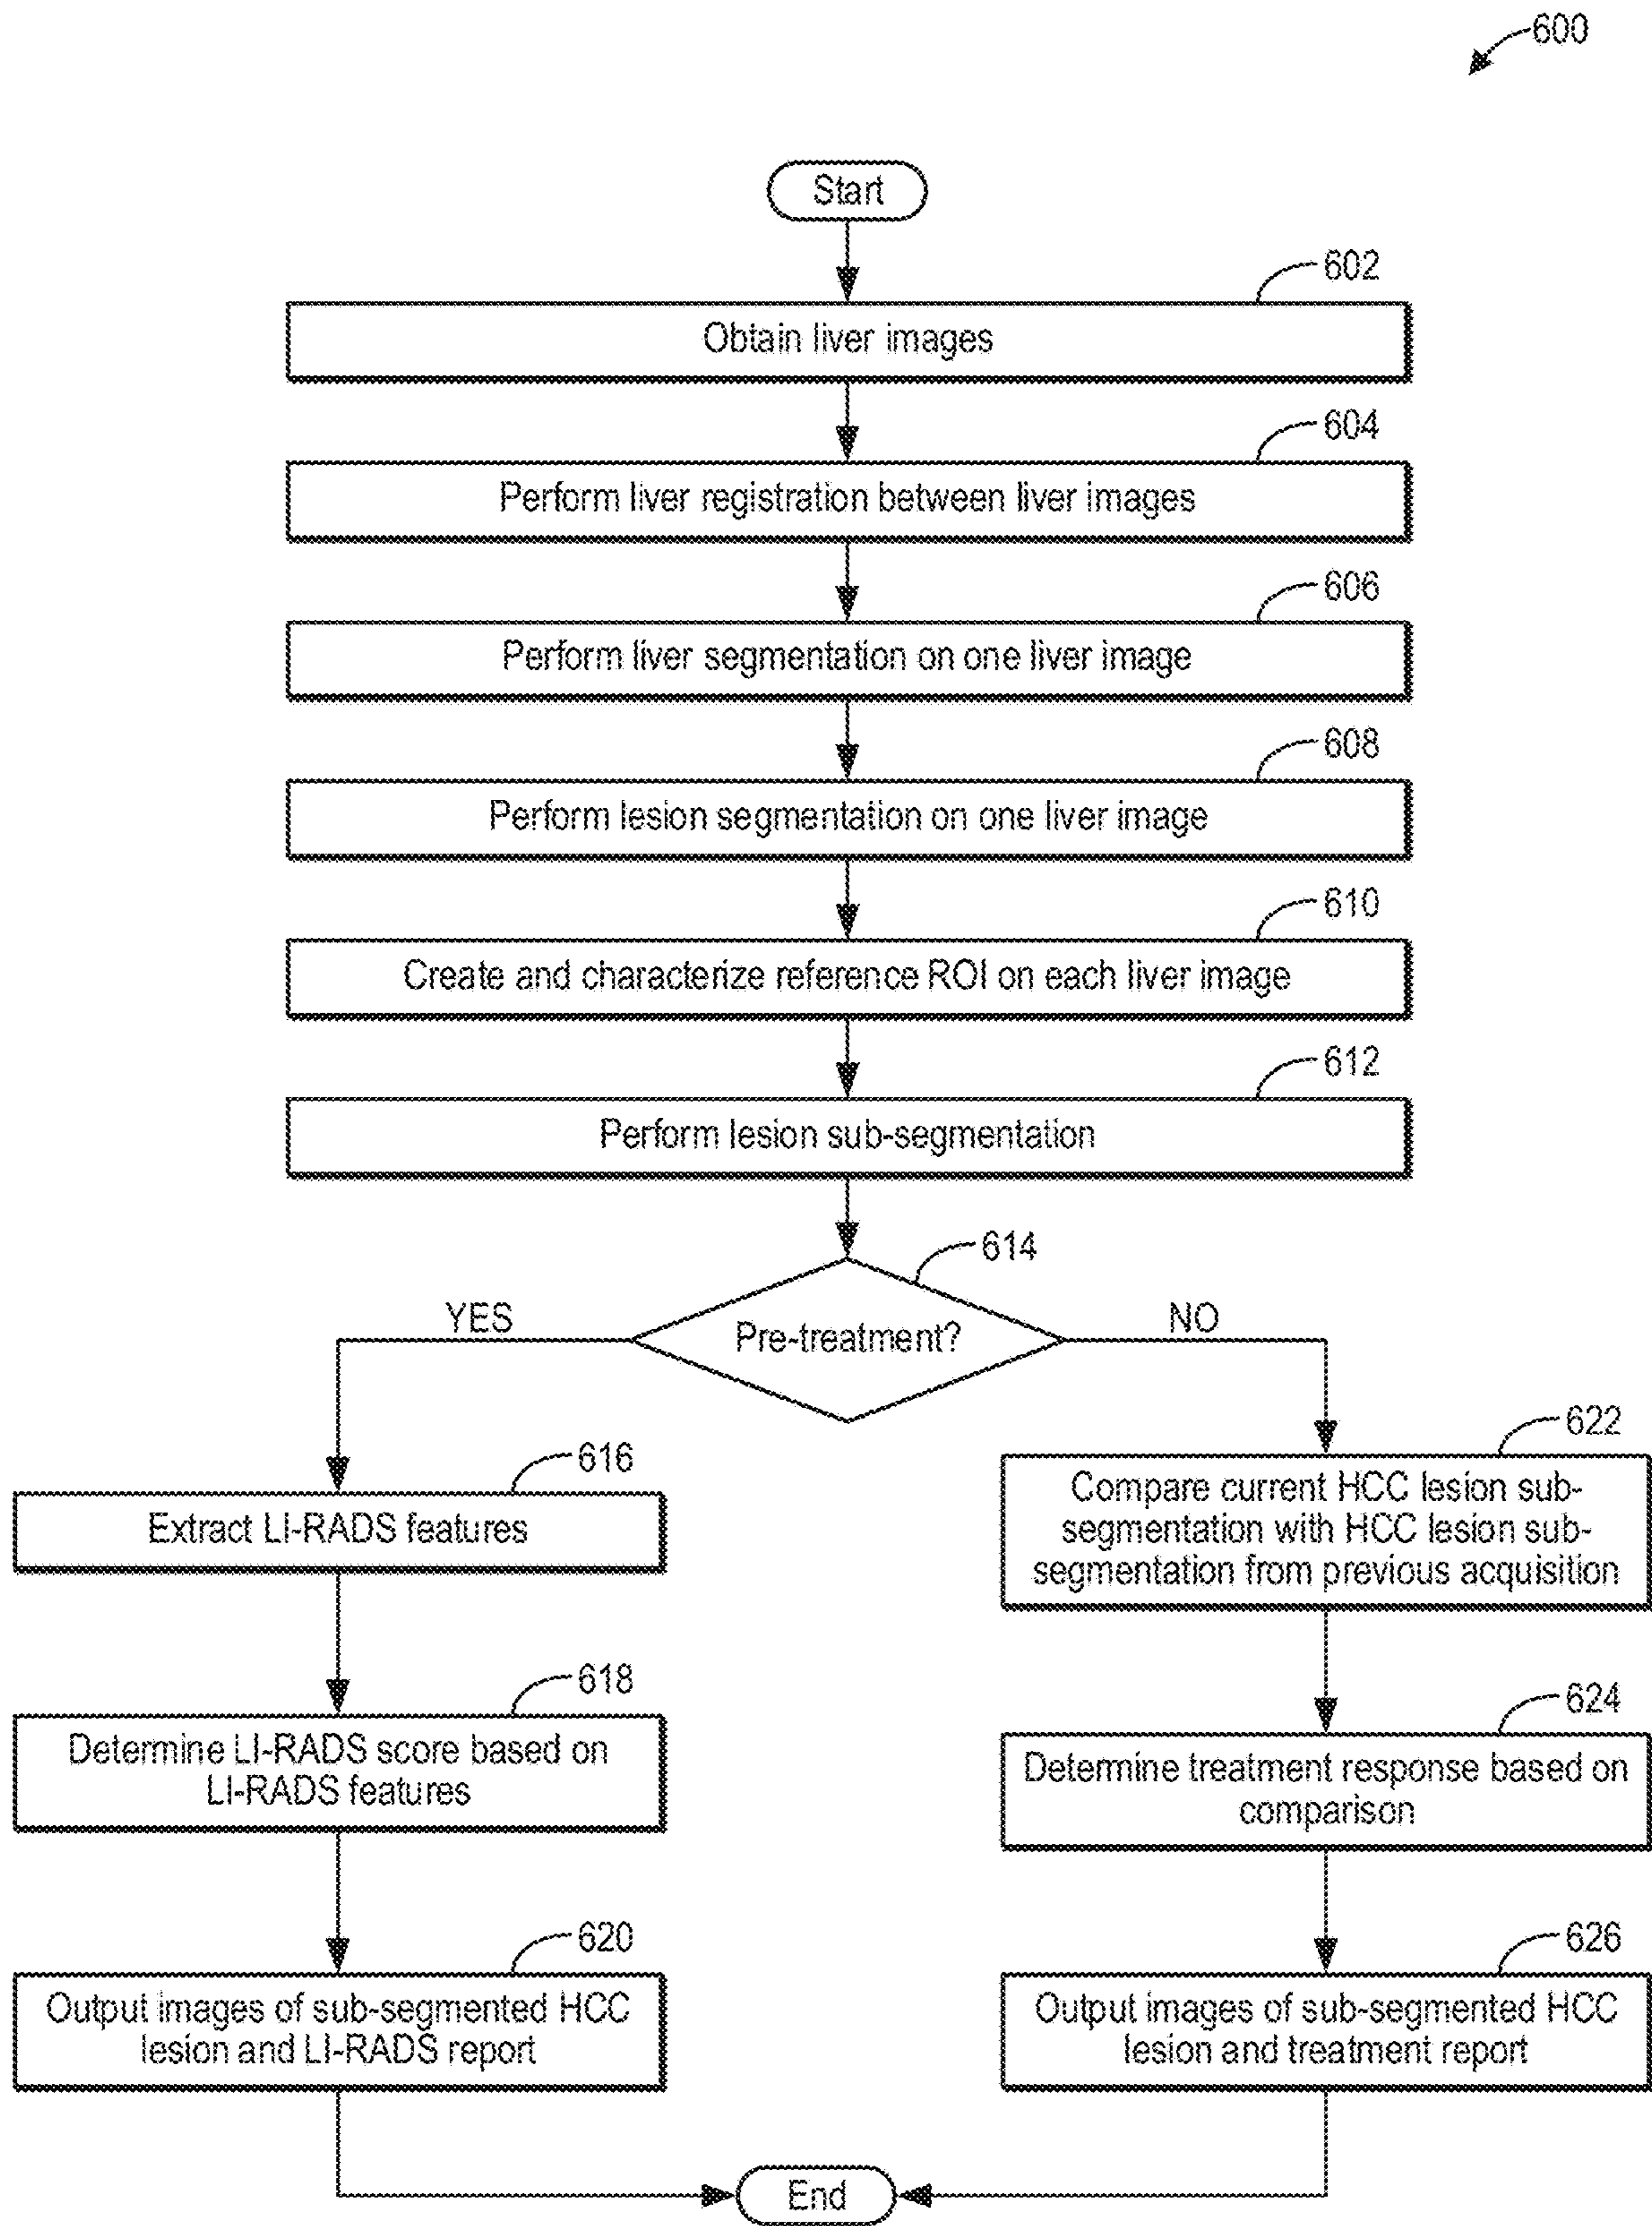 600
Start
602
Obtain liver images
604
Perform liver registration between liver images
606
Perform liver segmentation on one liver image
608
Perform lesion segmentation on one liver image
610
Create and characterize reference ROI on each liver image
612
Perform lesion sub-segmentation
614
YES
Pre-treatment?
NO
616
Extract LI-RADS features
618
Determine LI-RADS score based on
LI-RADS features
620
Output images of sub-segmented HCC
lesion and LI-RADS report
622
Compare current HCC lesion sub-
segmentation with HCC lesion sub-
segmentation from previous acquisition
624
Determine treatment response based on
comparison
626
Output images of sub-segmented HCC
lesion and treatment report
End